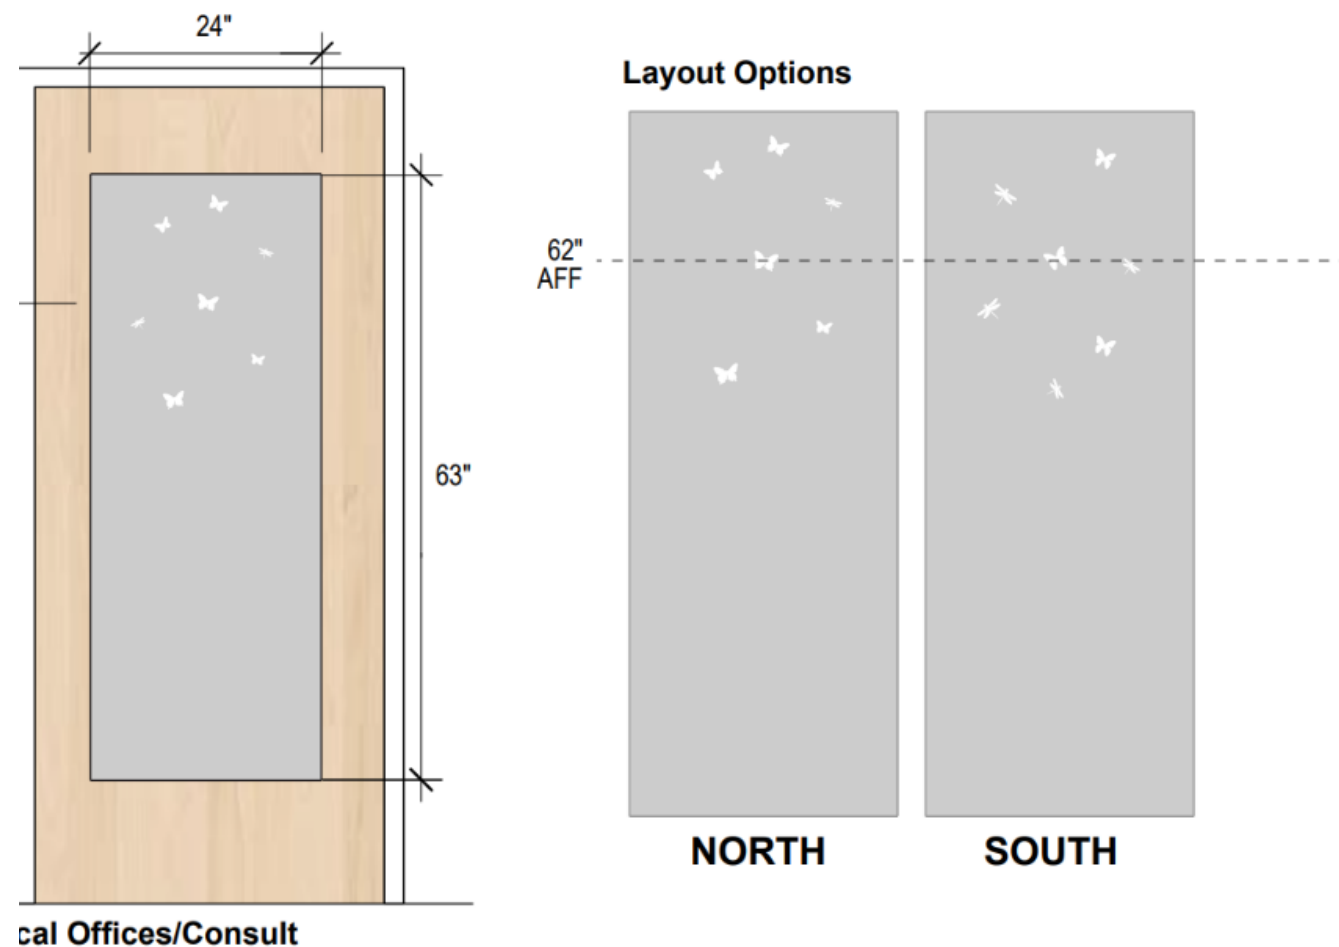 24"
Layout Options
62"
AFF
63"
NORTH
SOUTH
cal Offices/Consult